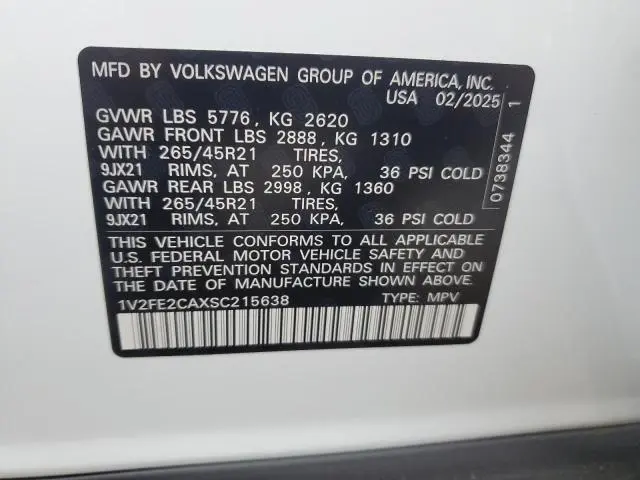 MFD BY VOLKSWAGEN GROUP OF AMERICA, INC.
USA 02/2025
GVWR LBS 5776, KG 2620
GAWR FRONT LBS 2888, KG 1310
WITH 265/45R21 TIRES,
9JX21 RIMS, AT 250 KPA, 36 PSI COLD
GAWR REAR LBS 2998, KG 1360
WITH 265/45R21 TIRES,
9JX21 RIMS, AT 250 KPA, 36 PSI COLD
THIS VEHICLE CONFORMS TO ALL APPLICABLE
U.S. FEDERAL MOTOR VEHICLE SAFETY AND
THEFT PREVENTION STANDARDS IN EFFECT ON
THE DATE OF MANUFACTURE SHOWN ABOVE
1V2FE2CAXSC215638 TYPE: MPV
0738344 1